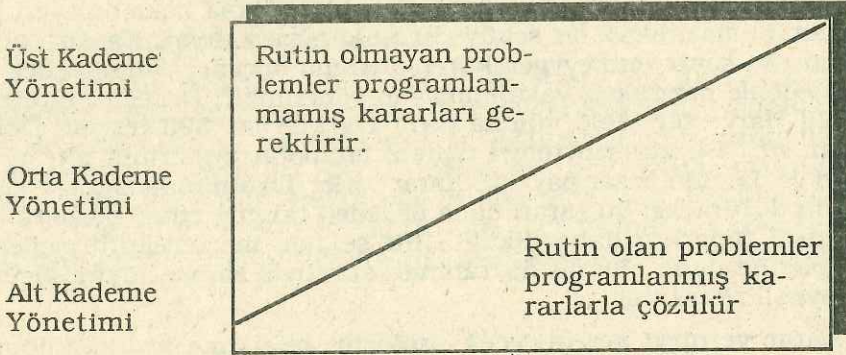 Üst Kademe
Yönetimi
Rutin olmayan prob-
lemler programlan-
mamış kararları ge-
rektirir.
Orta Kademe
Yönetimi
Rutin olan problemler
programlanmış ka-
rarlarla çözülür
Alt Kademe
Yönetimi